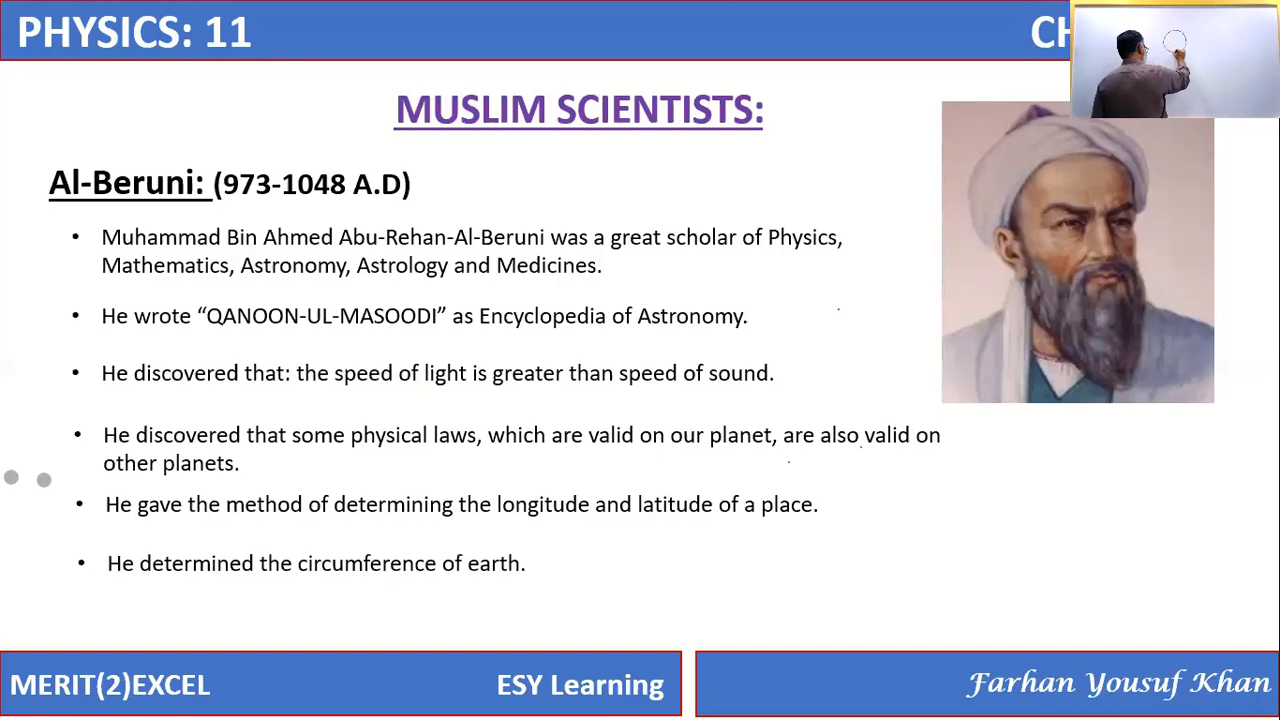 PHYSICS: 11
CH
MUSLIM SCIENTISTS:
Al-Beruni: (973-1048 A.D)
• Muhammad Bin Ahmed Abu-Rehan-Al-Beruni was a great scholar of Physics,
Mathematics, Astronomy, Astrology and Medicines.
• He wrote “QANOON-UL-MASOODI” as Encyclopedia of Astronomy.
• He discovered that: the speed of light is greater than speed of sound.
• He discovered that some physical laws, which are valid on our planet, are also valid on
other planets.
• He gave the method of determining the longitude and latitude of a place.
• He determined the circumference of earth.
MERIT(2)EXCEL
ESY Learning
Farhan Yousuf Khan